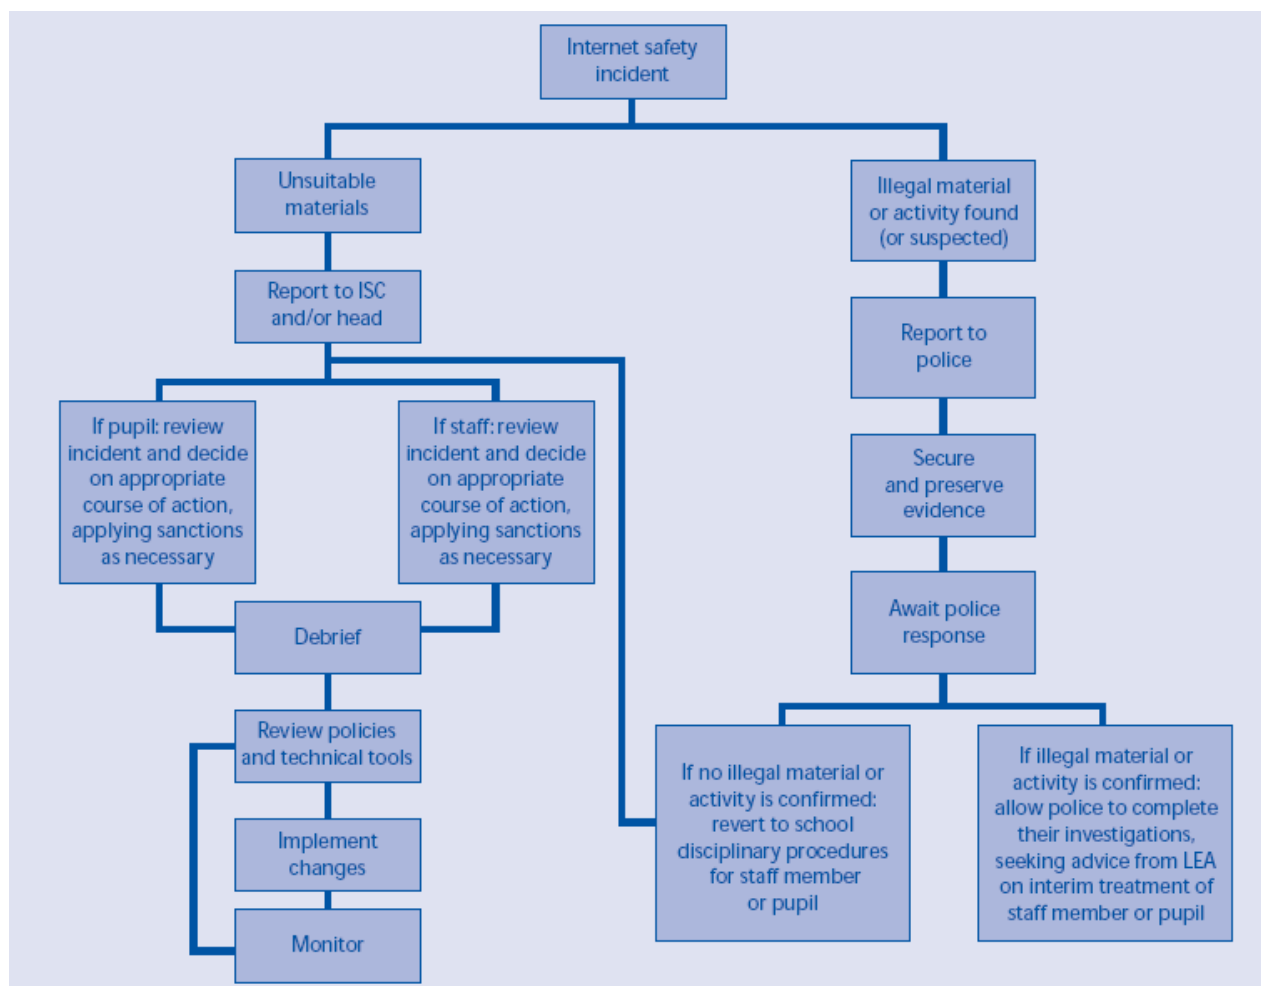 Internet safety
incident
Unsuitable
materials
Illegal material
or activity found
(or suspected)
Report to ISC
and/or head
Report to
police
If pupil: review
incident and decide
on appropriate
course of action,
applying sanctions
as necessary
If staff: review
incident and decide
on appropriate
course of action,
applying sanctions
as necessary
Secure
and preserve
evidence
Debrief
Await police
response
Review policies
and technical tools
Implement
changes
Monitor
If no illegal material or
activity is confirmed:
revert to school
disciplinary procedures
for staff member
or pupil
If illegal material or
activity is confirmed:
allow police to complete
their investigations,
seeking advice from LEA
on interim treatment of
staff member or pupil